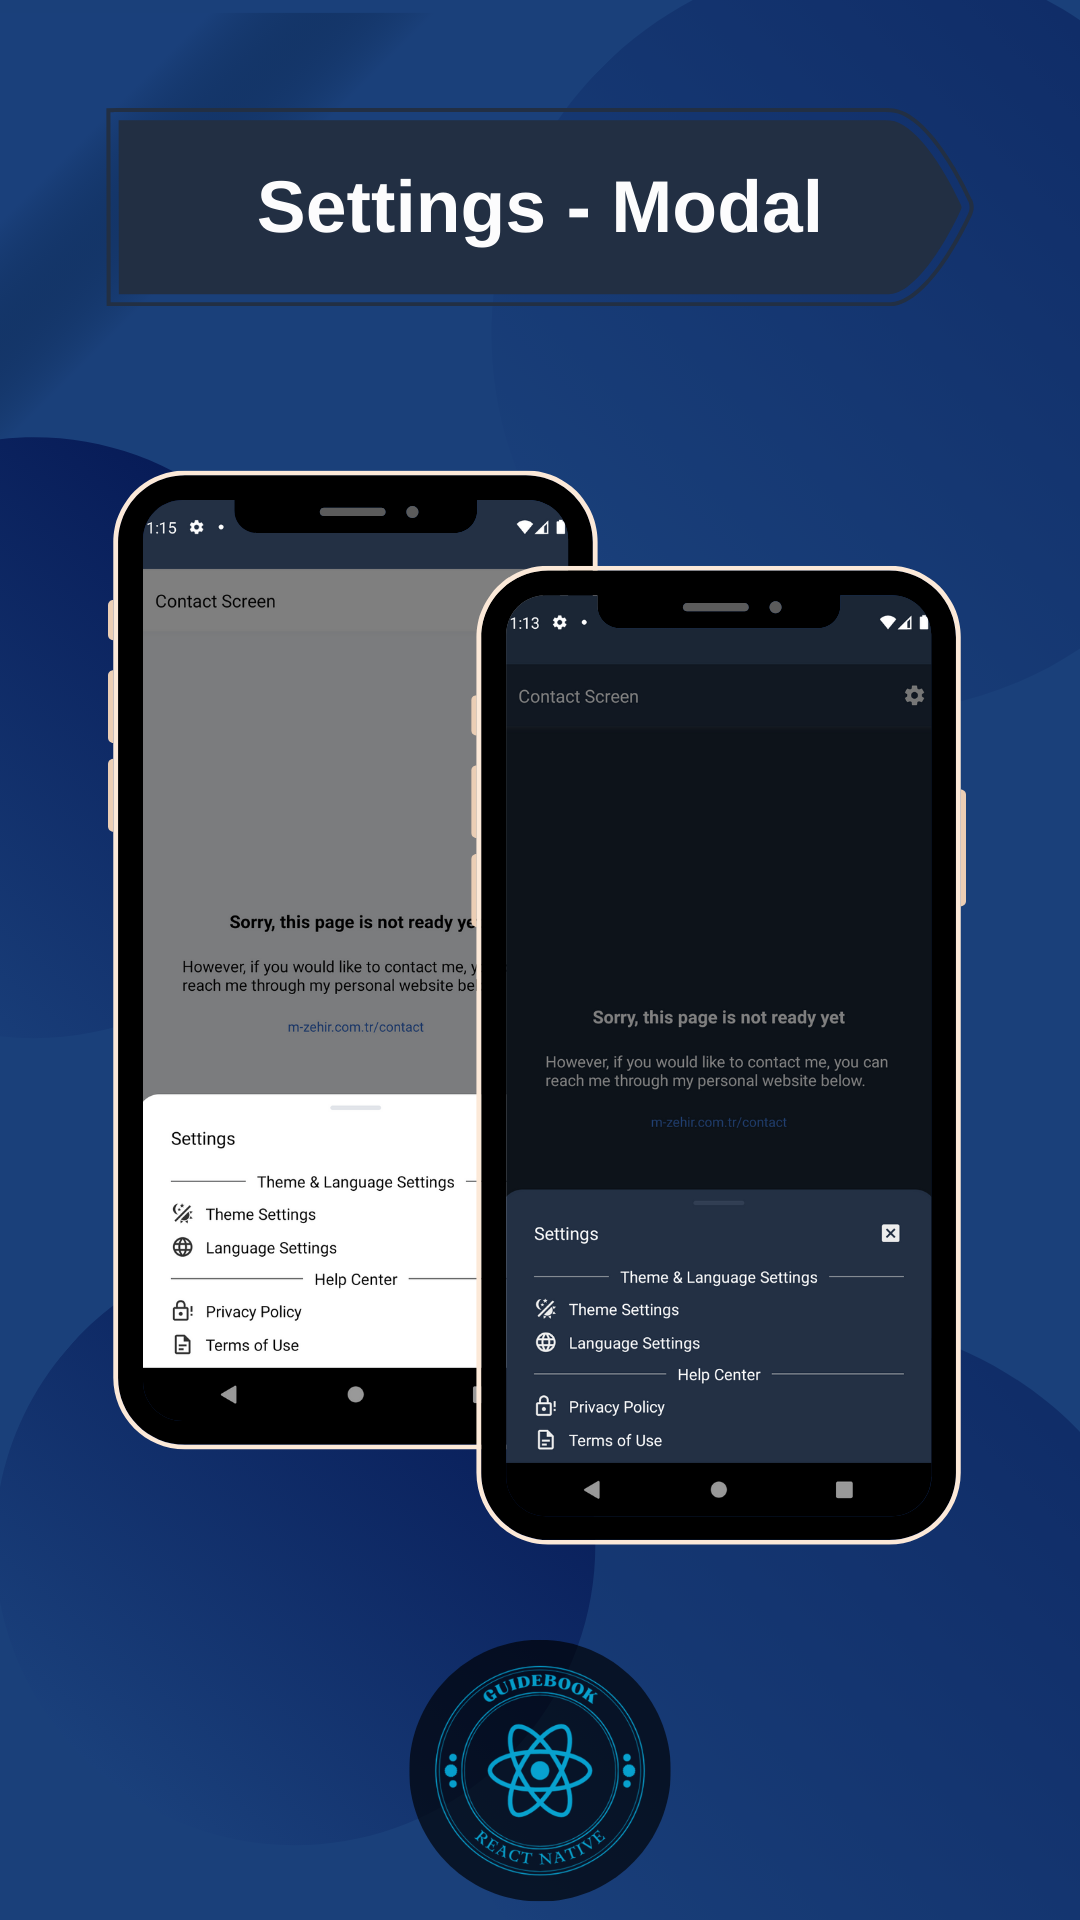 Settings - Modal
1:15
Contact Screen
Sorry, this page is not ready ye
However, if you would like to contact me, y
reach me through my personal website be
m-zehir.com.tr/contact
Settings
Theme & Language Settings
Theme Settings
Language Settings
Help Center
Privacy Policy
Terms of Use
1:13
Contact Screen
Sorry, this page is not ready yet
However, if you would like to contact me, you can
reach me through my personal website below.
m-zehir.com.tr/contact
Settings
Theme & Language Settings
Theme Settings
Language Settings
Help Center
Privacy Policy
Terms of Use
GUIDEBOOK
REACT NATIVE